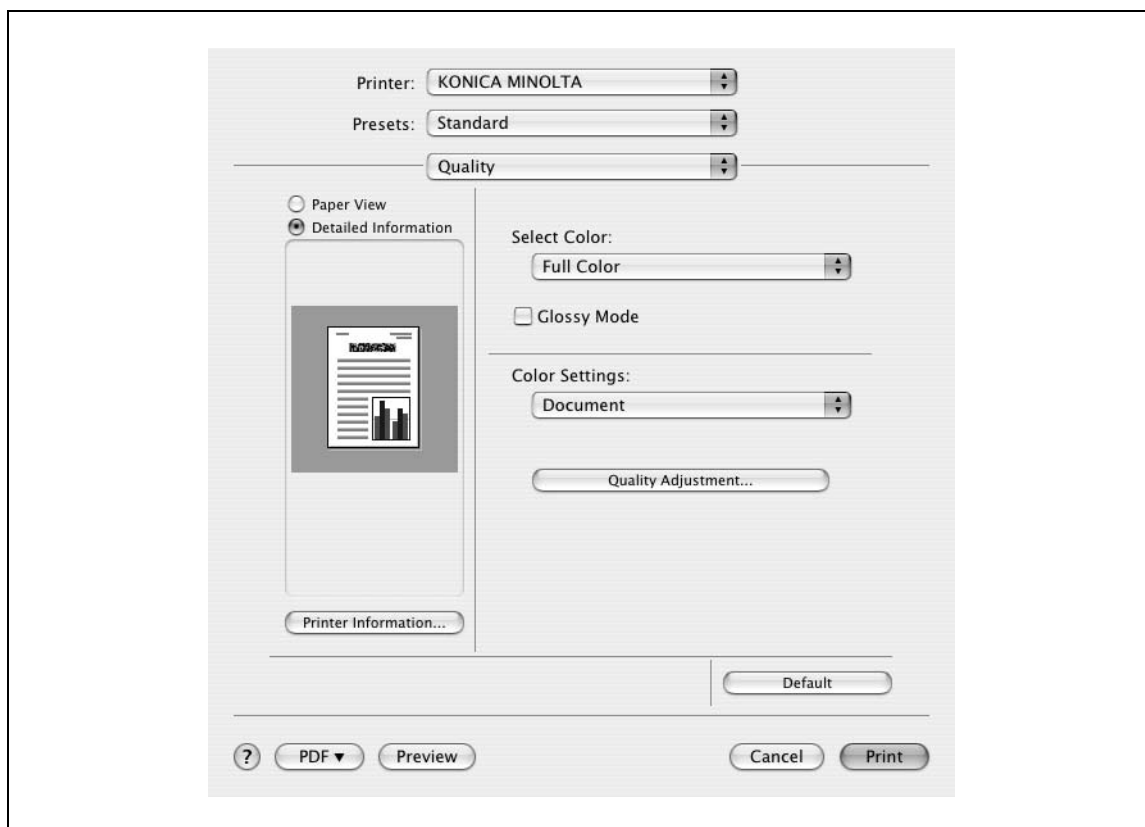 Printer: KONICA MINOLTA
Presets: Standard
Quality
Paper View
Detailed Information
Select Color:
Full Color
Glossy Mode
Color Settings:
Document
Quality Adjustment...
Printer Information...
Default
? PDF▼ Preview Cancel Print